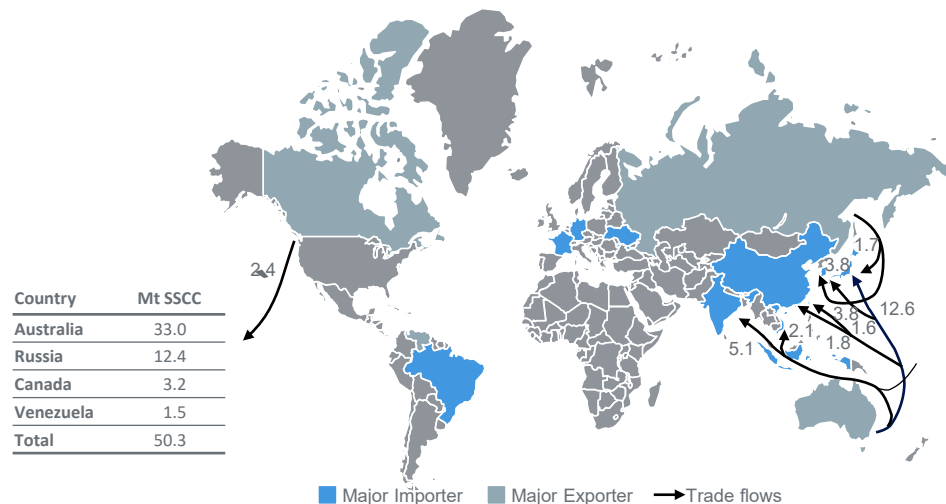 1.7
2.4
3.8
Country Mt SSCC
Australia 33.0
Russia 12.4
Canada 3.2
Venezuela 1.5
Total 50.3
12.6
3.8
1.6
2.1
1.8
5.1
Major Importer Major Exporter Trade flows